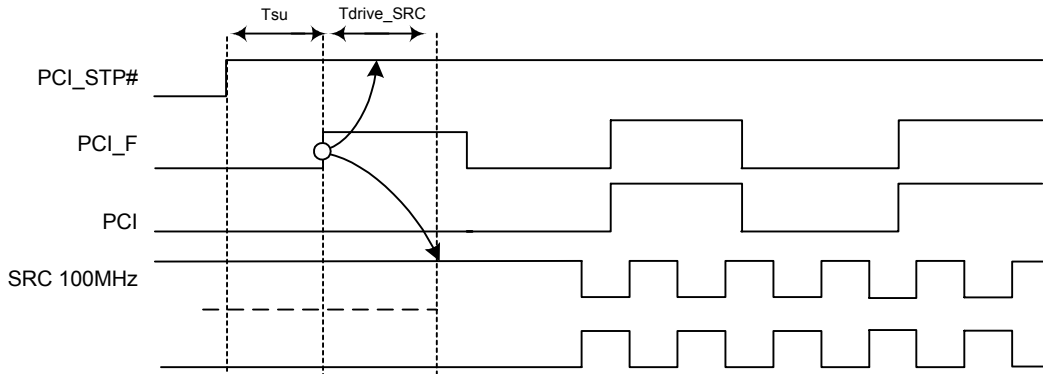 Tsu
Tdrive_SRC
PCI_STP#
PCI_F
PCI
SRC 100MHz